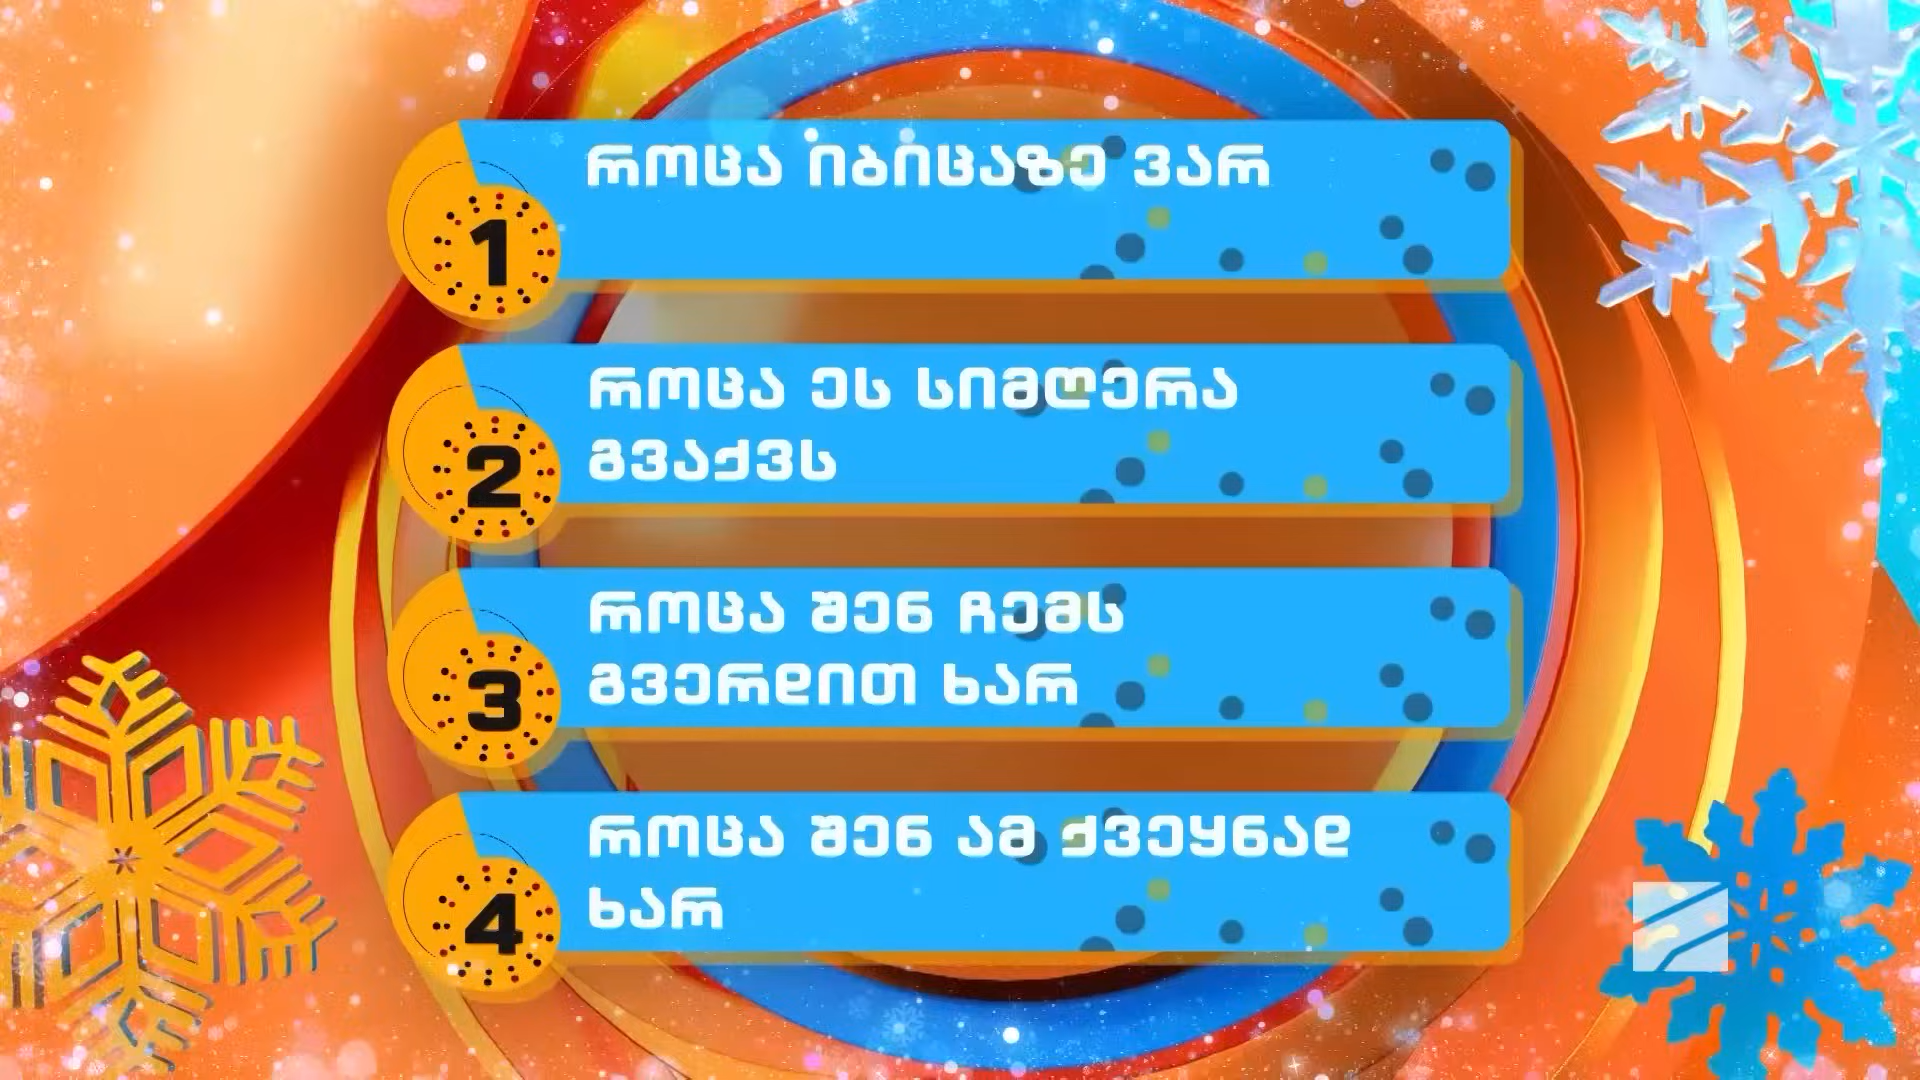 როცა იბიცაზე ვარ
1
როცა ეს სიმღერა
გვაქვს
2
როცა შენ ჩემს
გვერდით ხარ
3
როცა შენ ამ ქვეყნად
ხარ
4